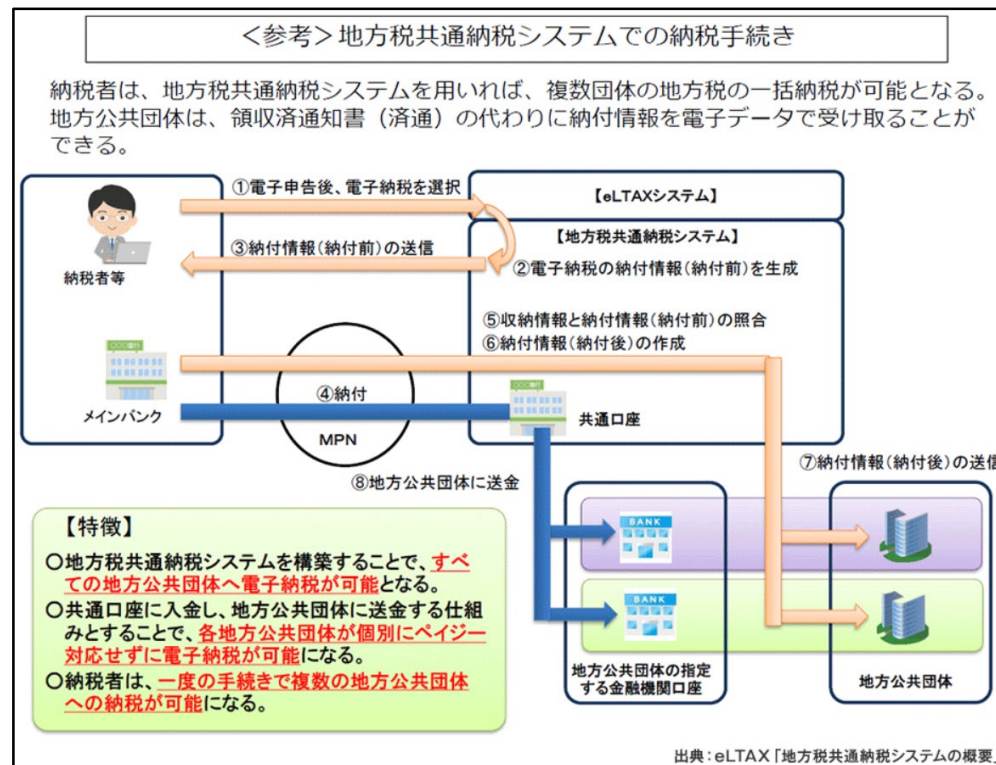 ＜参考＞地方税共通納税システムでの納税手続き
納税者は、地方税共通納税システムを用いれば、複数団体の地方税の一括納税が可能となる。
地方公共団体は、領収済通知書（済通）の代わりに納付情報を電子データで受け取ることが
できる。
①電子申告後、電子納税を選択
【eLTAXシステム】
【地方税共通納税システム】
③納付情報（納付前）の送信
②電子納税の納付情報（納付前）を生成
納税者等
⑤収納情報と納付情報（納付前）の照合
⑥納付情報（納付後）の作成
○○○銀行
④納付
○○○銀行
メインバンク
共通口座
MPN
⑦納付情報（納付後）の送信
⑧地方公共団体に送金
BANK
BANK
地方公共団体の指定
する金融機関口座
地方公共団体
【特徴】
○地方税共通納税システムを構築することで、すべ
ての地方公共団体へ電子納税が可能となる。
○共通口座に入金し、地方公共団体に送金する仕組
みとすることで、各地方公共団体が個別にペイジー
対応せずに電子納税が可能になる。
○納税者は、一度の手続きで複数の地方公共団体
への納税が可能になる。
出典：eLTAX「地方税共通納税システムの概要」